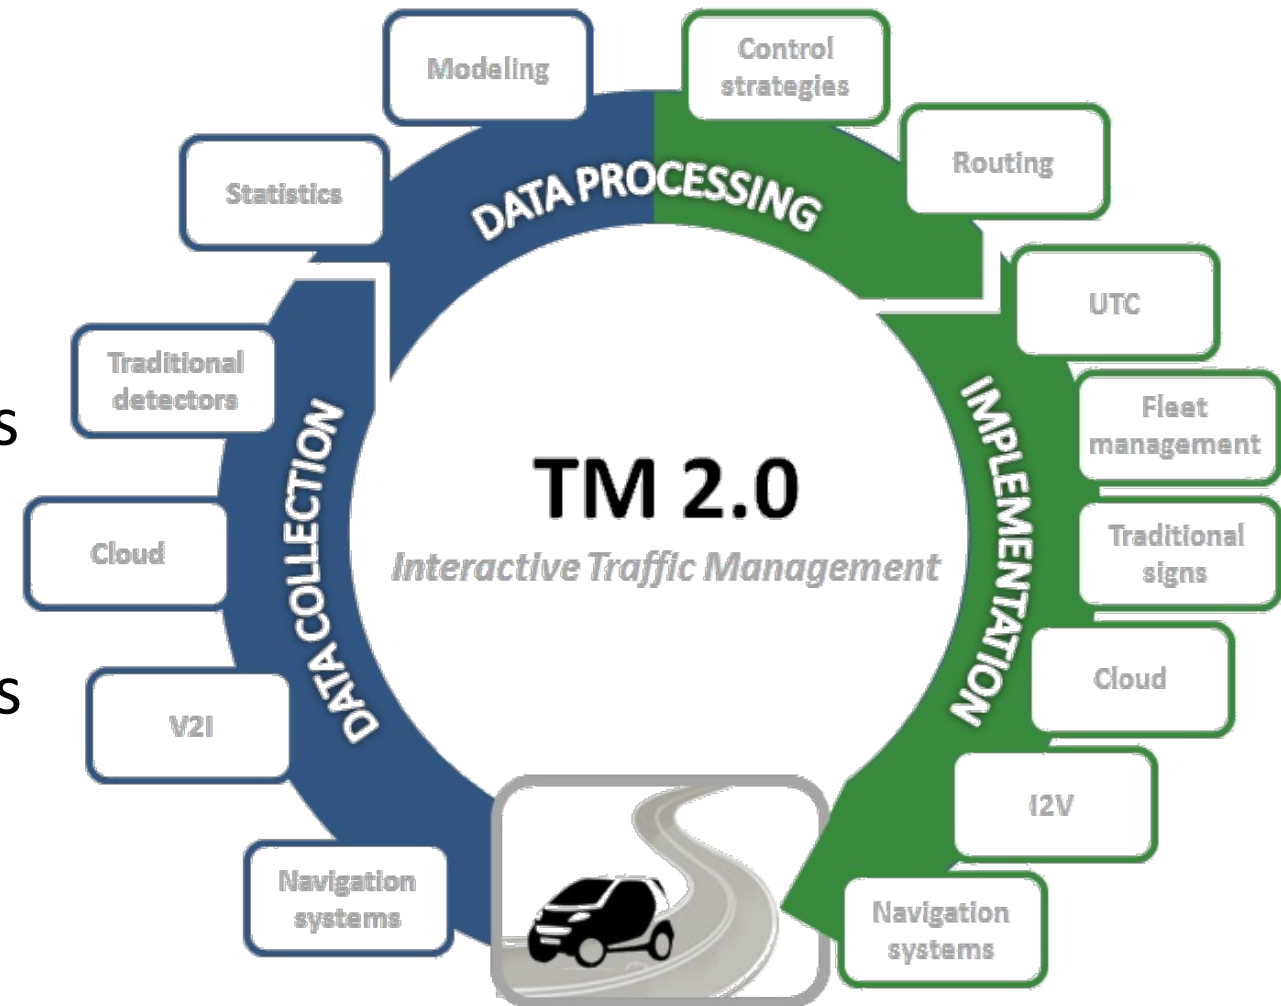 Modeling
Control
strategies
Statistics
Routing
DATA PROCESSING
UTC
Traditional
detectors
Fleet
management
s
DATA COLLECTION
IMPLEMENTATION
TM 2.0
Interactive Traffic Management
Cloud
Traditional
signs
s
V2I
Cloud
I2V
Navigation
systems
Navigation
systems